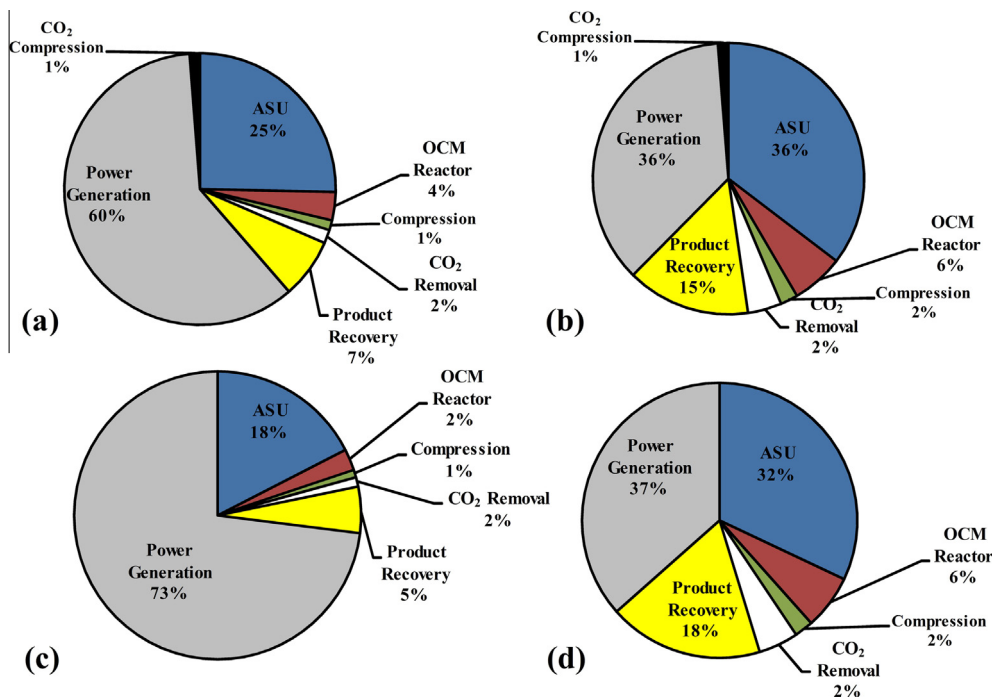 CO₂
Compression
1%
ASU
25%
OCM
Reactor
4%
Compression
1%
CO₂
Removal
2%
Product
Recovery
7%
Power
Generation
60%
(a)
CO₂
Compression
1%
ASU
36%
OCM
Reactor
6%
Compression
2%
CO₂
Removal
2%
Product
Recovery
15%
Power
Generation
36%
(b)
ASU
18%
OCM
Reactor
2%
Compression
1%
CO₂ Removal
2%
Product
Recovery
5%
Power
Generation
73%
(c)
ASU
32%
OCM
Reactor
6%
Compression
2%
CO₂
Removal
2%
Product
Recovery
18%
Power
Generation
37%
(d)